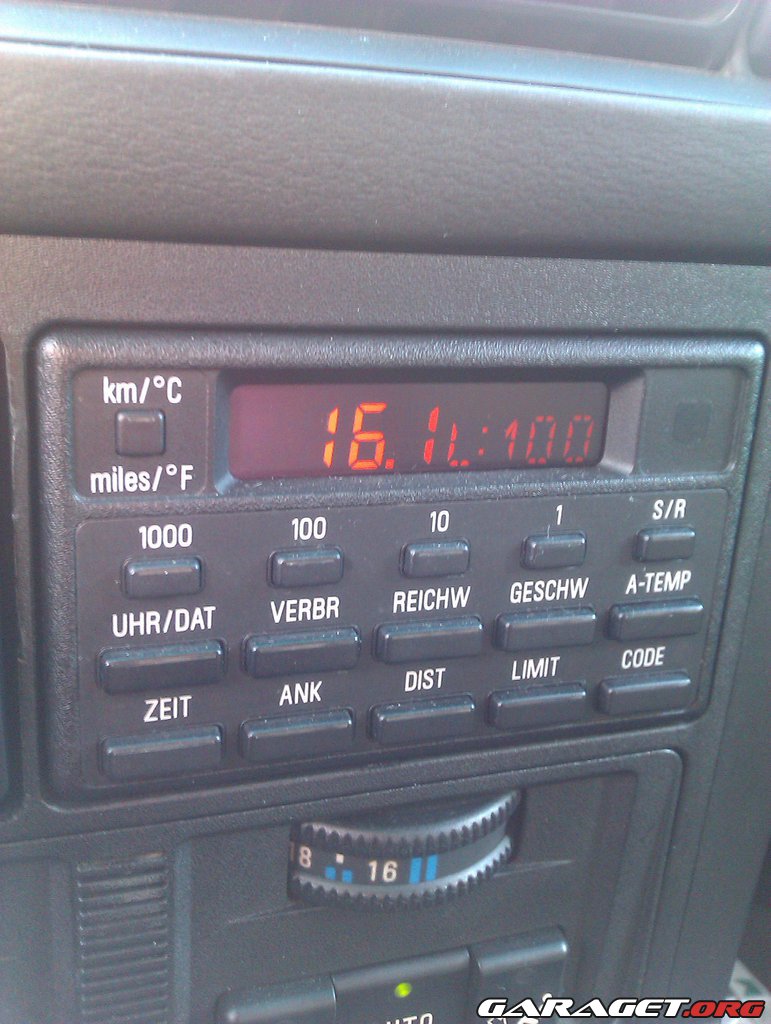 km/°C
16.1L:100
miles/°F
1000 100 10 1 S/R
UHR/DAT VERBR REICHW GESCHW A-TEMP
ZEIT ANK DIST LIMIT CODE
18 16
AUTO
GARAGET.ORG